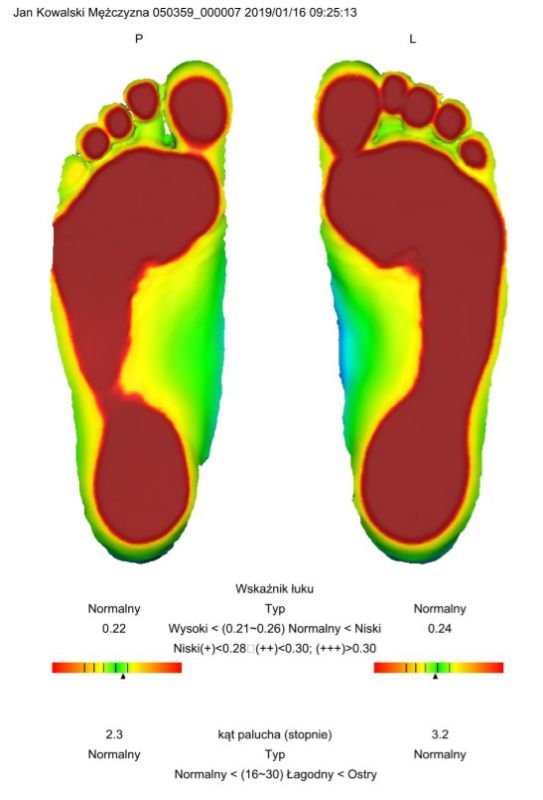 Jan Kowalski Mężczyzna 050359_000007 2019/01/16 09:25:13
P L
Wskaźnik łuku
Normalny Typ Normalny
0.22 Wysoki < (0.21~0.26) Normalny < Niski 0.24
Niski(+)<0.28□(++)<0.30; (+++)>0.30
2.3 kąt palucha (stopnie) 3.2
Normalny Typ Normalny
Normalny < (16~30) Łagodny < Ostry